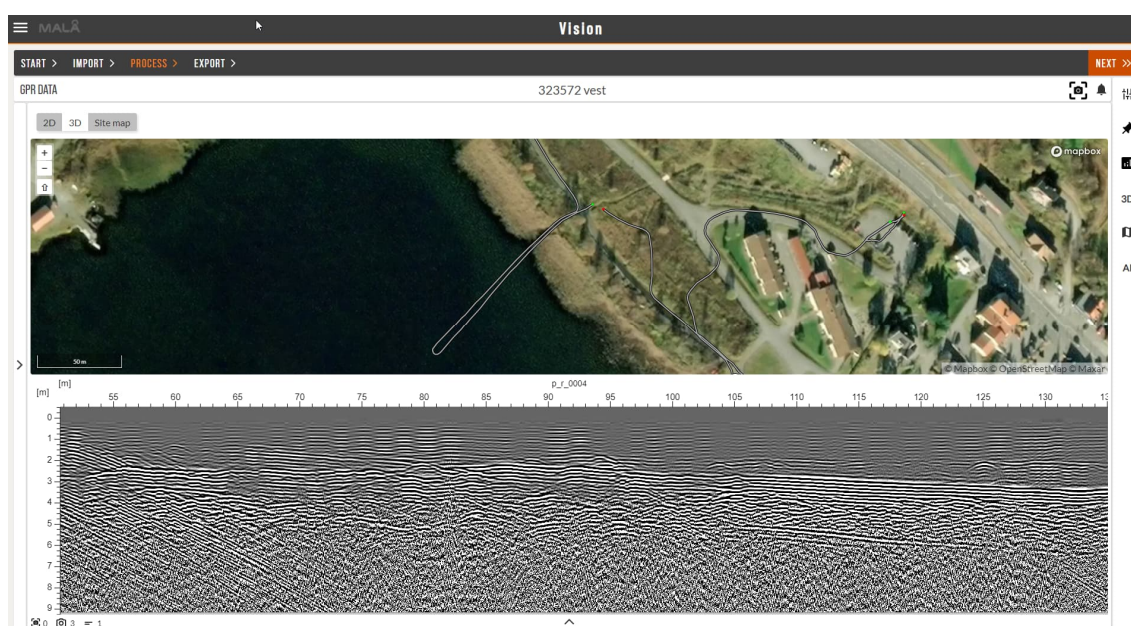 MALÅ
Vision
START > IMPORT > PROCESS > EXPORT >
NEXT >>
GPR DATA
323572 vest
2D 3D Site map
+
mapbox
-
3D
50 m
© Mapbox © OpenStreetMap © Maxar
[m]
p_r_0004
[m]
55 60 65 70 75 80 85 90 95 100 105 110 115 120 125 130
0
1
2
3
4
5
6
7
8
9
0 3 1